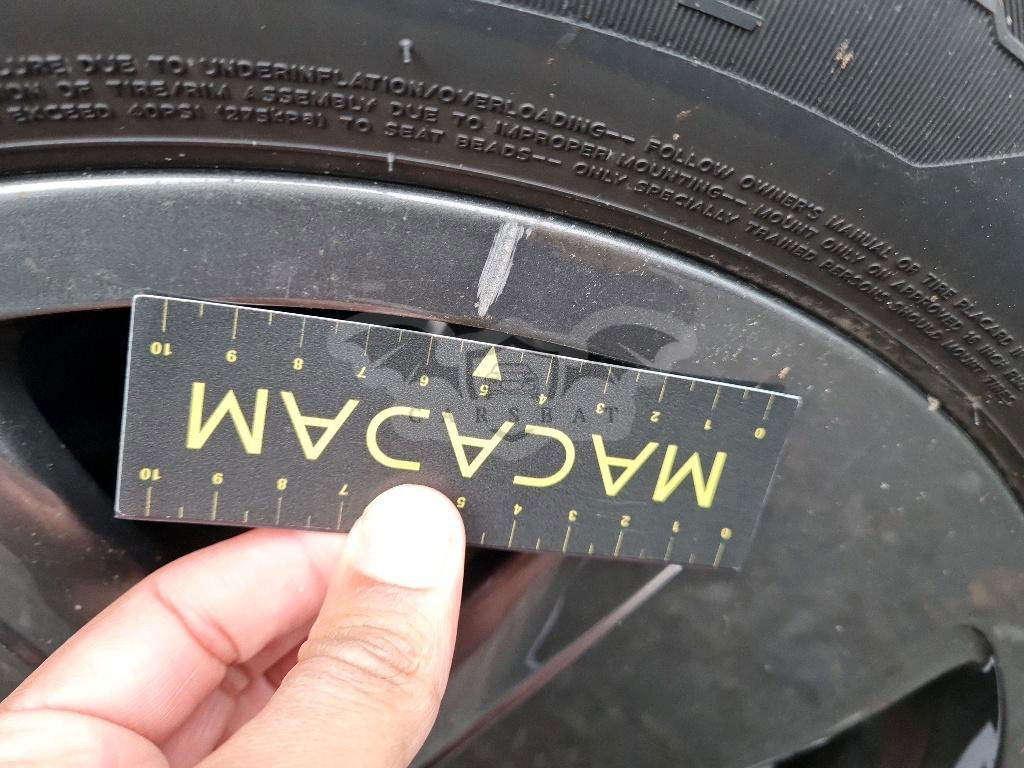 URE DUE TO UNDERINFLATION/OVERLOADING-- FOLLOW OWNER'S MANUAL OR TIRE PLACARD
ON OF TIRE/RIM ASSEMBLY DUE TO IMPROPER MOUNTING-- MOUNT ONLY ON APPROVED
EXCEED 40PSI (275KPA) TO SEAT BEADS-- ONLY SPECIALLY TRAINED PERSONS SHOULD MOUNT TIRES
10 9 8 7 6 5 4 3 2 1 0
CARSBAT
MACADAM
10 9 8 7 5 4 3 2 1 0